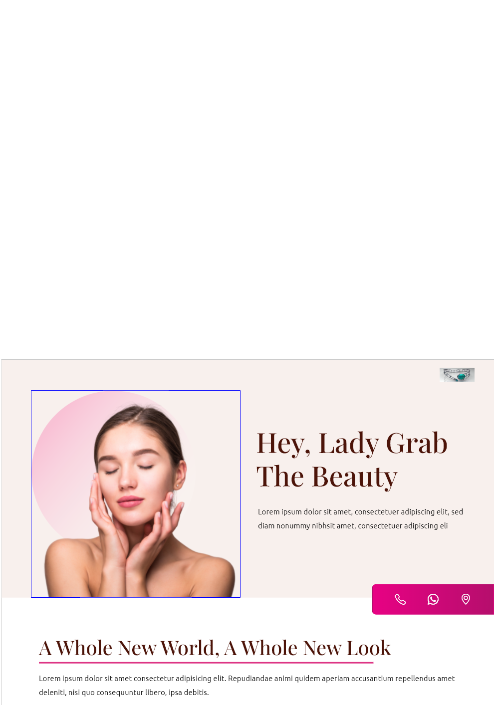 Hey, Lady Grab
The Beauty
Lorem ipsum dolor sit amet, consectetuer adipiscing elit, sed
diam nonummy nibhsit amet, consectetuer adipiscing eli
A Whole New World, A Whole New Look
Lorem ipsum dolor sit amet consectetur adipisicing elit. Repudiandae animi quidem aperiam accusantium repellendus amet
deleniti, nisi quo consequuntur libero, ipsa debitis.